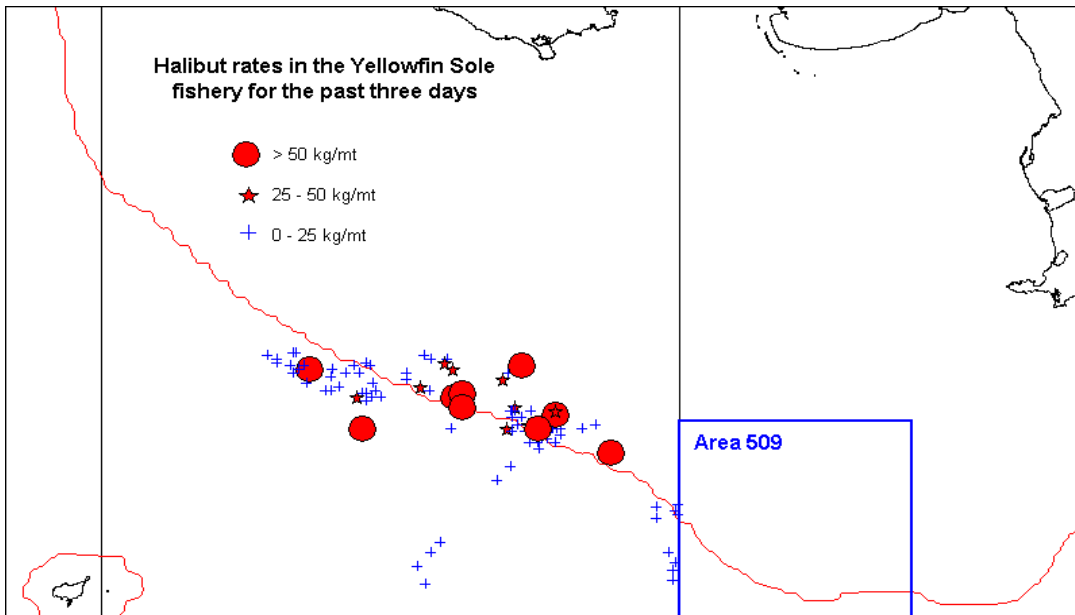 Halibut rates in the Yellowfin Sole
fishery for the past three days
> 50 kg/mt
25 - 50 kg/mt
0 - 25 kg/mt
Area 509